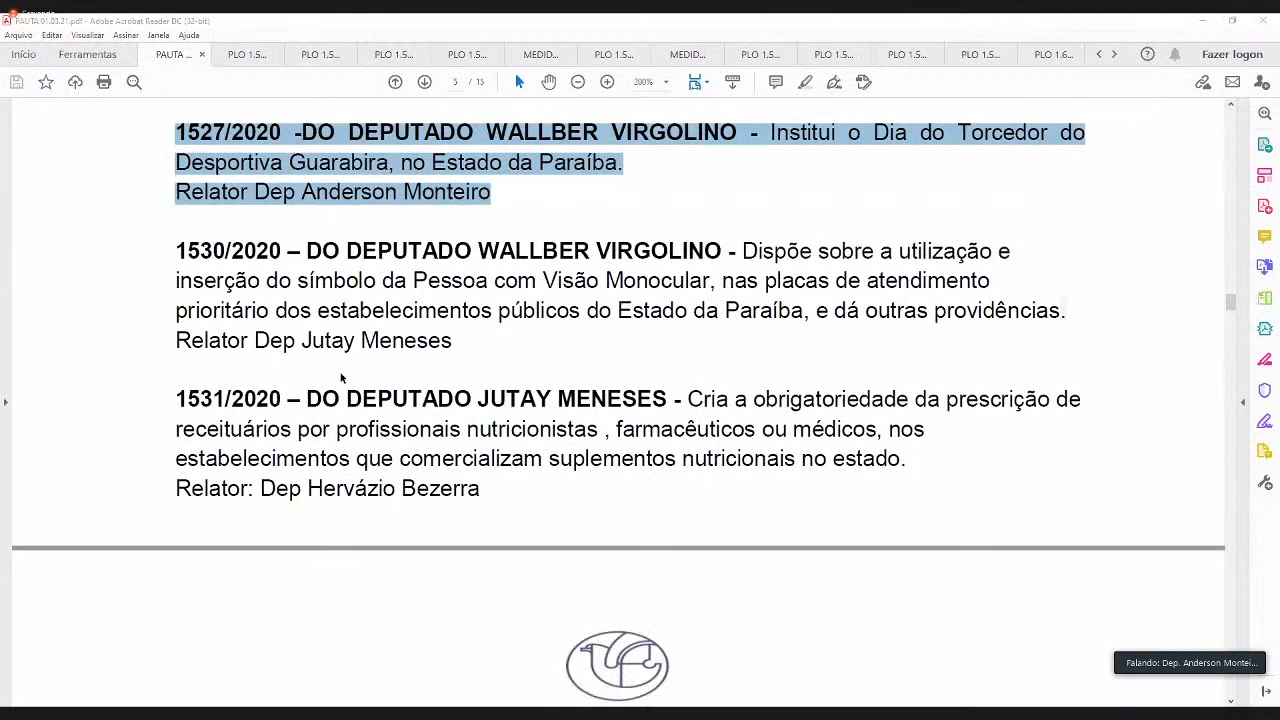 Gravando
PAUTA 01.03.21.pdf - Adobe Acrobat Reader DC (32-bit)
Arquivo Editar Visualizar Assinar Janela Ajuda
Início Ferramentas PAUTA ... × PLO 1.5... PLO 1.5... PLO 1.5... PLO 1.5... MEDID... PLO 1.5... MEDID... PLO 1.5... PLO 1.5... PLO 1.5... PLO 1.5... PLO 1.6... Fazer logon
5 / 15 200%
1527/2020 -DO DEPUTADO WALLBER VIRGOLINO - Institui o Dia do Torcedor do
Desportiva Guarabira, no Estado da Paraíba.
Relator Dep Anderson Monteiro
1530/2020 – DO DEPUTADO WALLBER VIRGOLINO - Dispõe sobre a utilização e
inserção do símbolo da Pessoa com Visão Monocular, nas placas de atendimento
prioritário dos estabelecimentos públicos do Estado da Paraíba, e dá outras providências.
Relator Dep Jutay Meneses
1531/2020 – DO DEPUTADO JUTAY MENESES - Cria a obrigatoriedade da prescrição de
receituários por profissionais nutricionistas , farmacêuticos ou médicos, nos
estabelecimentos que comercializam suplementos nutricionais no estado.
Relator: Dep Hervázio Bezerra
Falando: Dep. Anderson Montei...